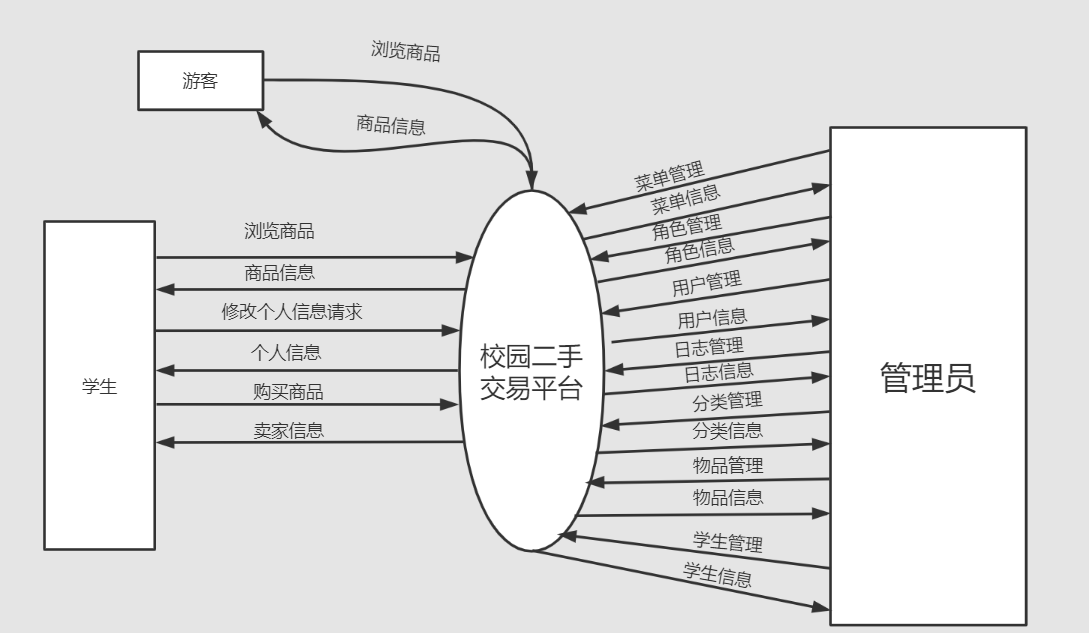 浏览商品
游客
商品信息
浏览商品
商品信息
修改个人信息请求
个人信息
购买商品
卖家信息
学生
校园二手
交易平台
菜单管理
菜单信息
角色管理
角色信息
用户管理
用户信息
日志管理
日志信息
分类管理
分类信息
物品管理
物品信息
学生管理
学生信息
管理员